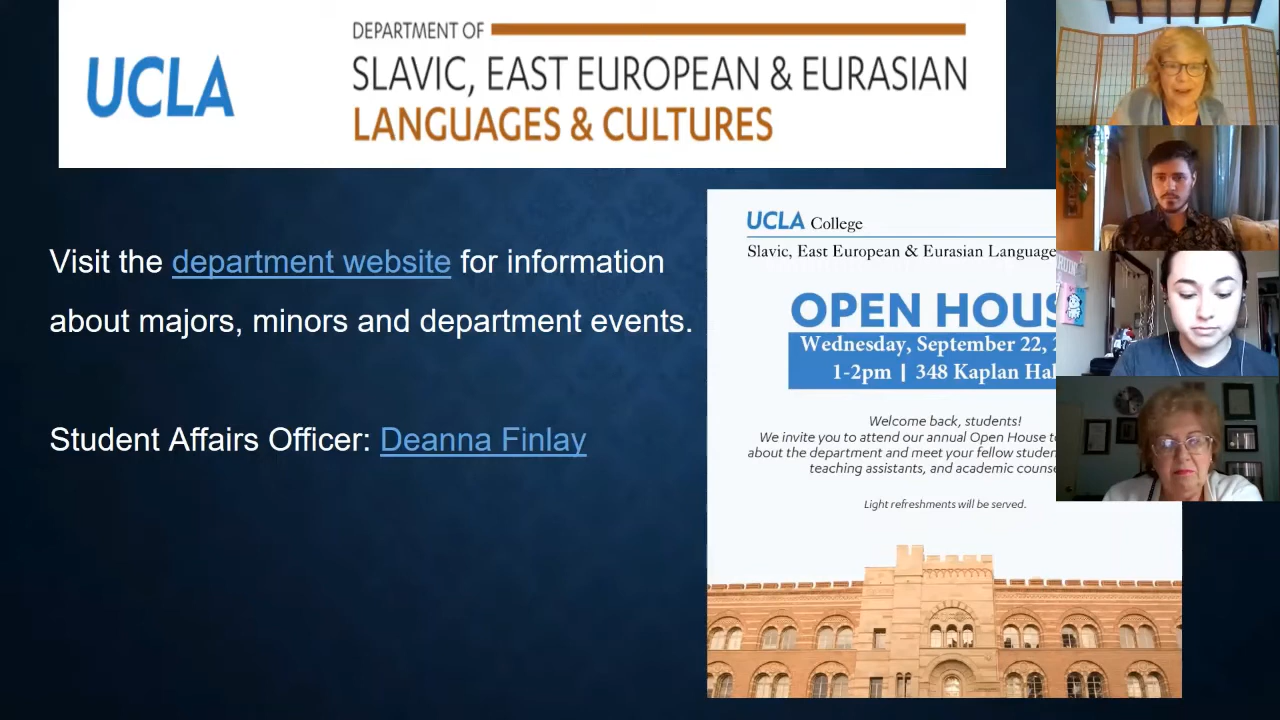 UCLA
DEPARTMENT OF
SLAVIC, EAST EUROPEAN & EURASIAN
LANGUAGES & CULTURES
Visit the department website for information
about majors, minors and department events.
Student Affairs Officer: Deanna Finlay
UCLA College
Slavic, East European & Eurasian Language
OPEN HOUS
Wednesday, September 22, 2
1-2pm | 348 Kaplan Hal
Welcome back, students!
We invite you to attend our annual Open House to
about the department and meet your fellow studen
teaching assistants, and academic couns
Light refreshments will be served.